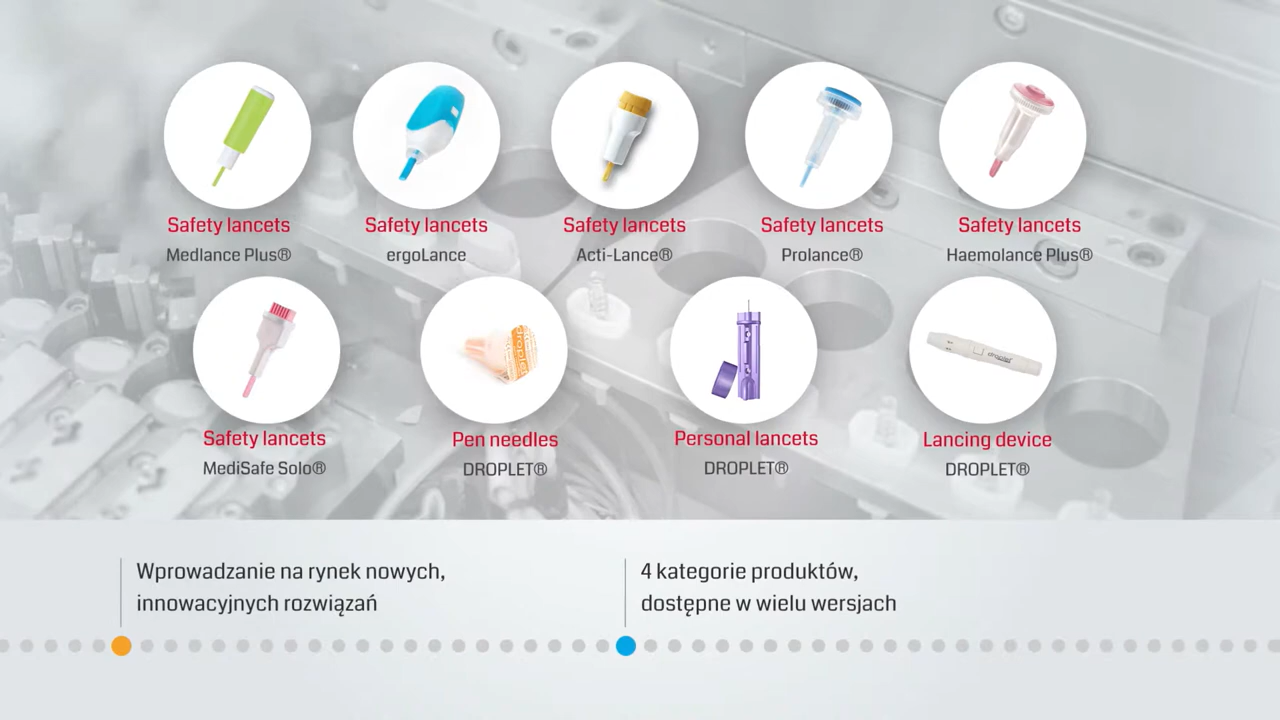 Safety lancets
Medlance Plus®
Safety lancets
ergoLance
Safety lancets
Acti-Lance®
Safety lancets
Prolance®
Safety lancets
Haemolance Plus®
Safety lancets
MediSafe Solo®
droplet
Pen needles
DROPLET®
Personal lancets
DROPLET®
droplet
Lancing device
DROPLET®
Wprowadzanie na rynek nowych,
innowacyjnych rozwiązań
4 kategorie produktów,
dostępne w wielu wersjach